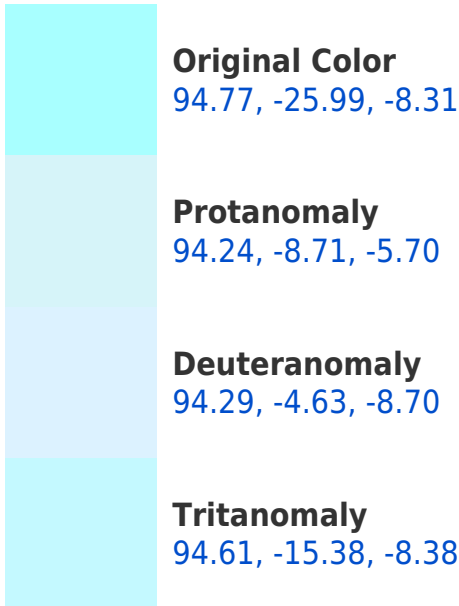 Original Color
94.77, -25.99, -8.31
Protanomaly
94.24, -8.71, -5.70
Deuteranomaly
94.29, -4.63, -8.70
Tritanomaly
94.61, -15.38, -8.38